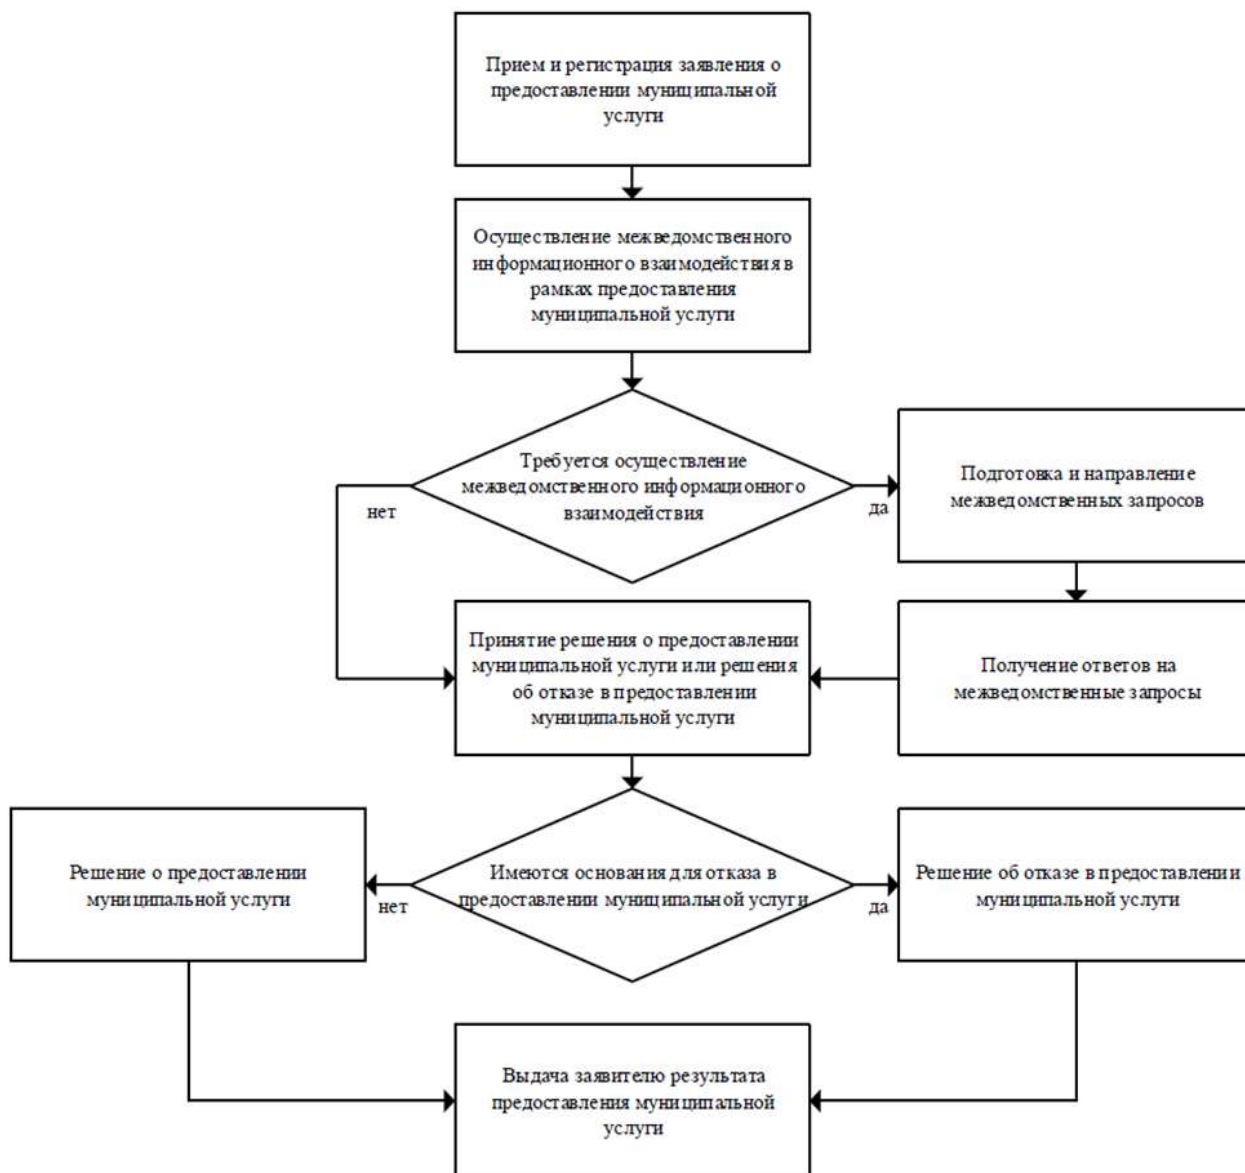 Прием и регистрация заявления о
предоставлении муниципальной
услуги
Осуществление межведомственного
информационного взаимодействия в
рамках предоставления
муниципальной услуги
Требуется осуществление
межведомственного информационного
взаимодействия
нет
да
Подготовка и направление
межведомственных запросов
Принятие решения о предоставлении
муниципальной услуги или решения
об отказе в предоставлении
муниципальной услуги
Получение ответов на
межведомственные запросы
Решение о предоставлении
муниципальной услуги
нет
Имеются основания для отказа в
предоставлении муниципальной услуги
да
Решение об отказе в предоставлении
муниципальной услуги
Выдача заявителю результата
предоставления муниципальной
услуги